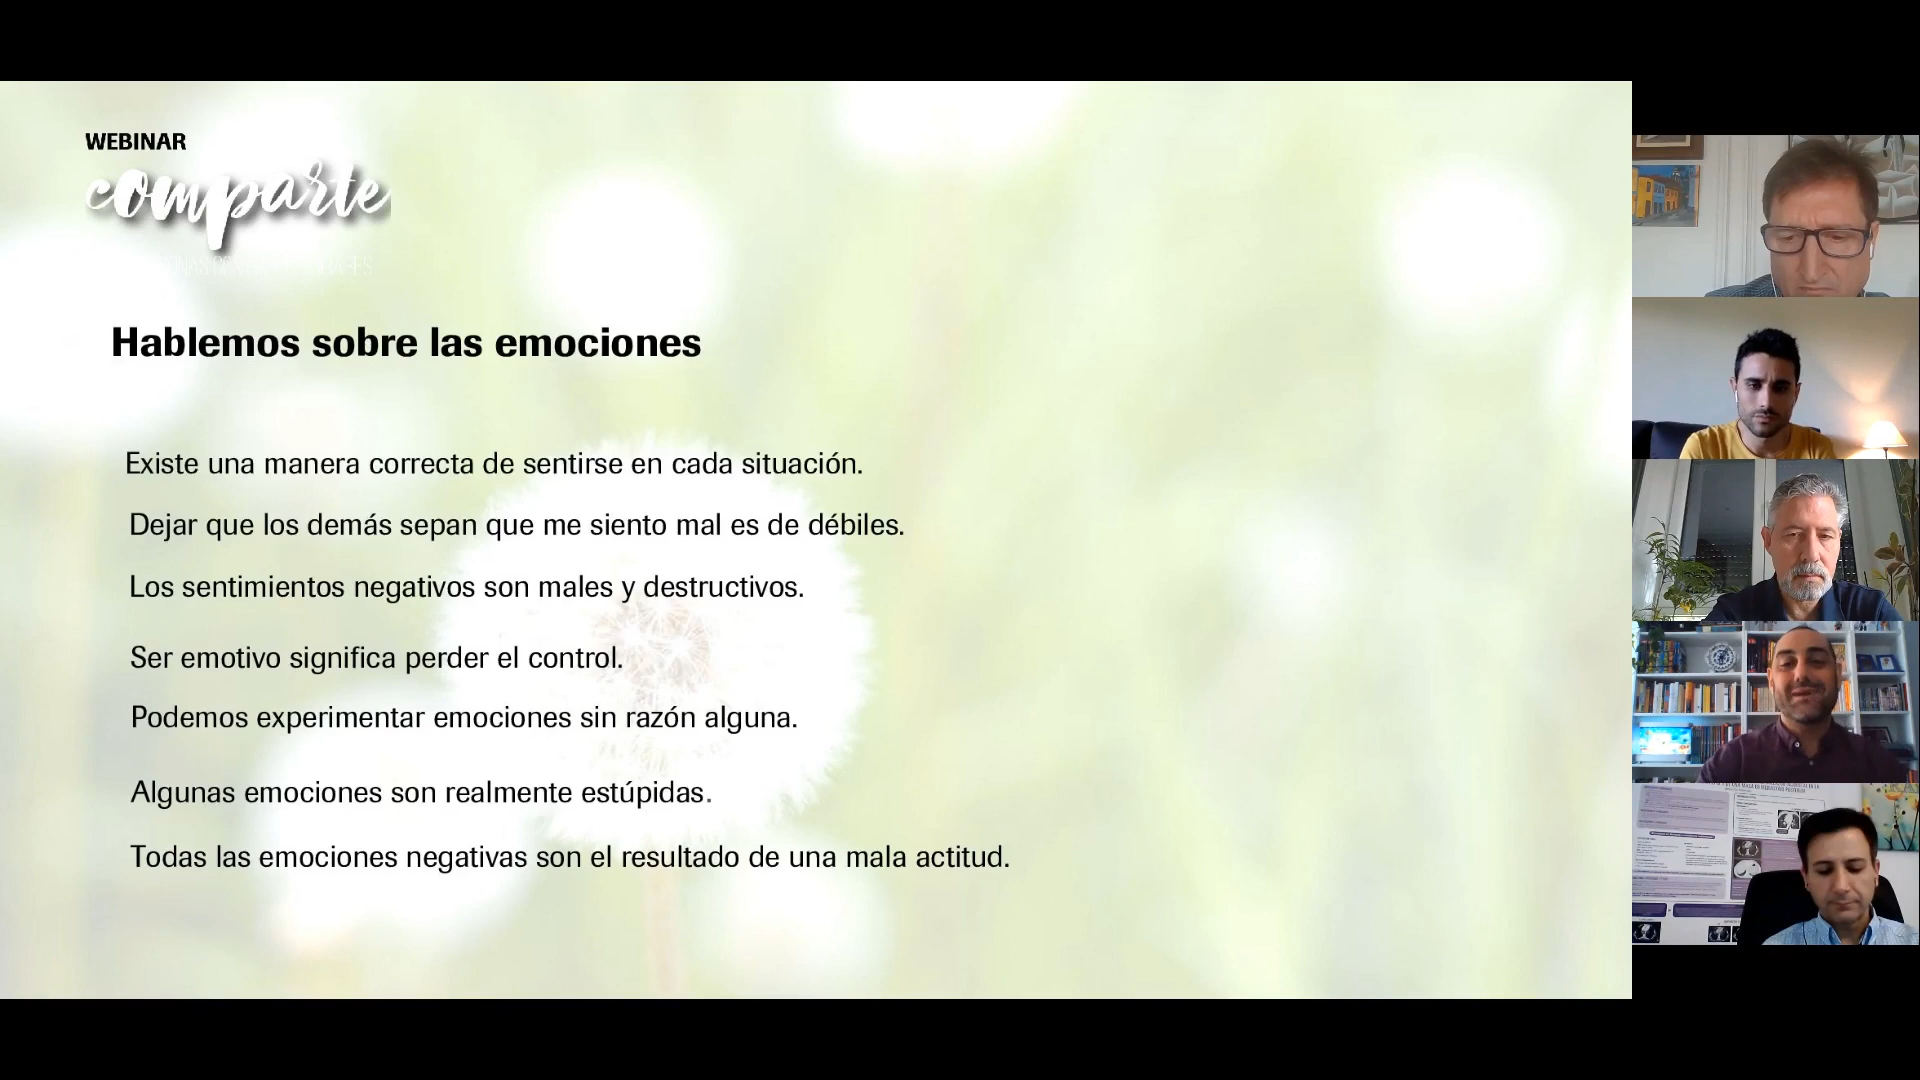 WEBINAR
comparte
Hablemos sobre las emociones
Existe una manera correcta de sentirse en cada situación.
Dejar que los demás sepan que me siento mal es de débiles.
Los sentimientos negativos son males y destructivos.
Ser emotivo significa perder el control.
Podemos experimentar emociones sin razón alguna.
Algunas emociones son realmente estúpidas.
Todas las emociones negativas son el resultado de una mala actitud.